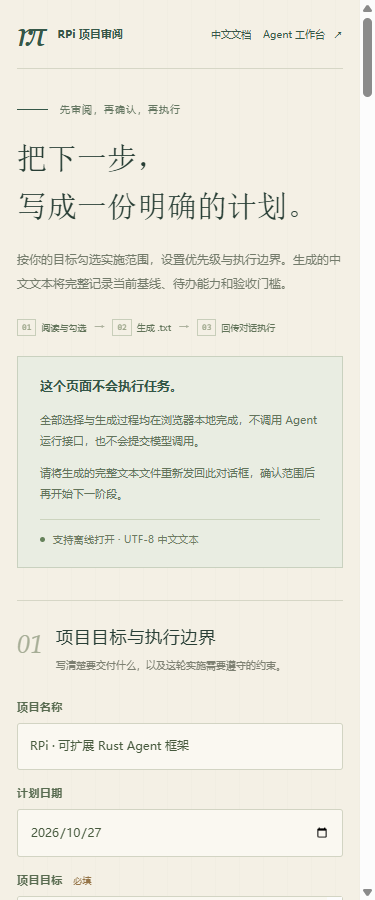 rπ RPi 项目审阅 中文文档 Agent 工作台 ↗
先审阅，再确认，再执行
把下一步，
写成一份明确的计划。
按你的目标勾选实施范围，设置优先级与执行边界。生成的中
文文本将完整记录当前基线、待办能力和验收门槛。
01 阅读与勾选 → 02 生成 .txt → 03 回传对话执行
这个页面不会执行任务。
全部选择与生成过程均在浏览器本地完成，不调用 Agent
运行接口，也不会提交模型调用。
请将生成的完整文本文件重新发回此对话框，确认范围后
再开始下一阶段。
支持离线打开 · UTF-8 中文文本
01 项目目标与执行边界
写清楚要交付什么，以及这轮实施需要遵守的约束。
项目名称
RPi · 可扩展 Rust Agent 框架
计划日期
2026/10/27
项目目标 必填